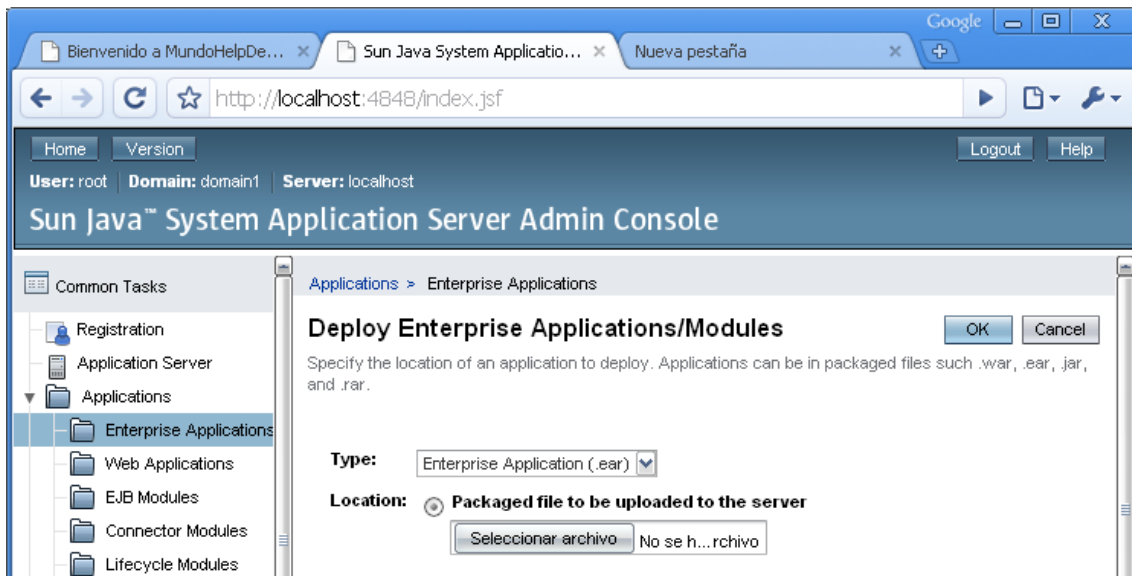 Google
Bienvenido a MundoHelpDe... Sun Java System Applicatio... Nueva pestaña
http://localhost:4848/index.jsf
Home Version Logout Help
User: root Domain: domain1 Server: localhost
Sun Java™ System Application Server Admin Console
Common Tasks
Registration
Application Server
Applications
Enterprise Applications
Web Applications
EJB Modules
Connector Modules
Lifecycle Modules
Applications > Enterprise Applications
Deploy Enterprise Applications/Modules OK Cancel
Specify the location of an application to deploy. Applications can be in packaged files such .war, .ear, .jar,
and .rar.
Type: Enterprise Application (.ear)
Location: Packaged file to be uploaded to the server
Seleccionar archivo No se h...rchivo